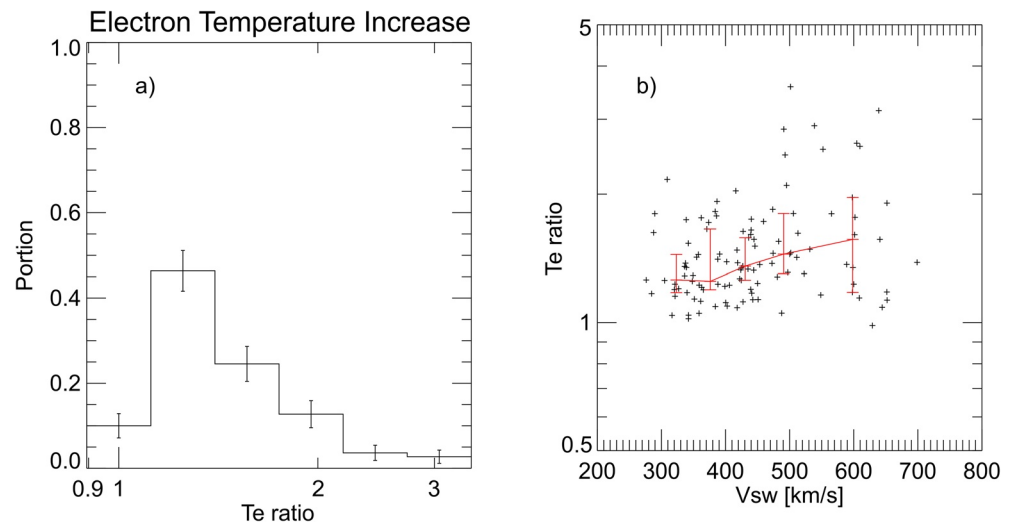 Electron Temperature Increase
a)
1.0
0.8
0.6
0.4
0.2
0.0
Portion
0.9 1 2 3
Te ratio
b)
5
1
0.5
Te ratio
200 300 400 500 600 700 800
Vsw [km/s]